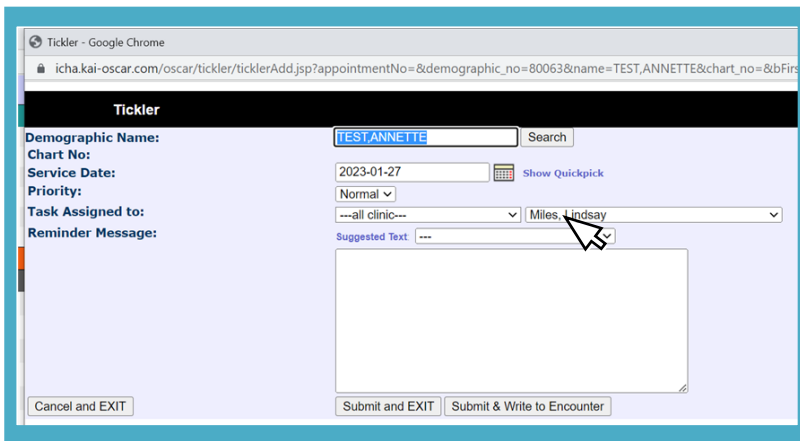 Tickler - Google Chrome
icha.kai-oscar.com/oscar/tickler/ticklerAdd.jsp?appointmentNo=&demographic_no=80063&name=TEST,ANNETTE&chart_no=&bFirs
Tickler
Demographic Name: TEST,ANNETTE Search
Chart No:
Service Date: 2023-01-27 Show Quickpick
Priority: Normal
Task Assigned to: ---all clinic--- Miles, Lindsay
Reminder Message: Suggested Text: ---
Cancel and EXIT Submit and EXIT Submit & Write to Encounter